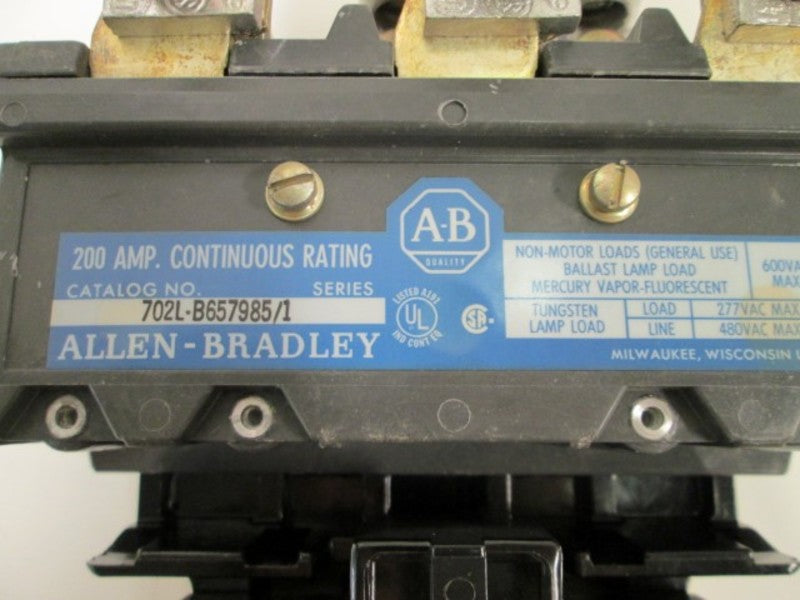 200 AMP. CONTINUOUS RATING
CATALOG NO. SERIES
702L-B657985/1
ALLEN-BRADLEY
A-B
QUALITY
LISTED A191
UL
IND CONT EQ
SA
NON-MOTOR LOADS (GENERAL USE)
BALLAST LAMP LOAD
MERCURY VAPOR-FLUORESCENT
600VA
MAX
TUNGSTEN LOAD 277VAC MAX
LAMP LOAD LINE 480VAC MAX
MILWAUKEE, WISCONSIN